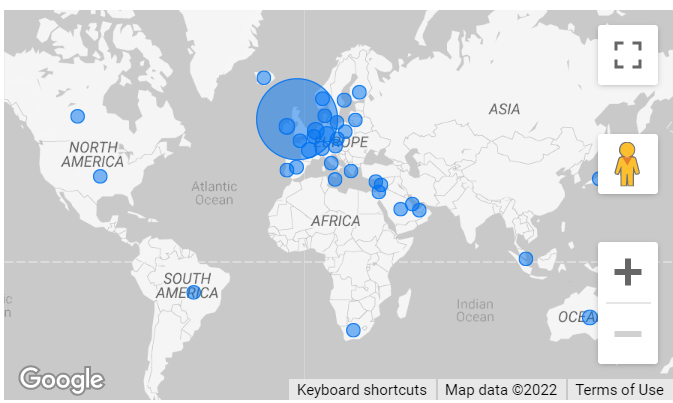 ASIA
NORTH
AMERICA
EUROPE
Atlantic
Ocean
AFRICA
SOUTH
AMERICA
ic
n
Indian
Ocean
OCEA
Google
Keyboard shortcuts
Map data ©2022
Terms of Use